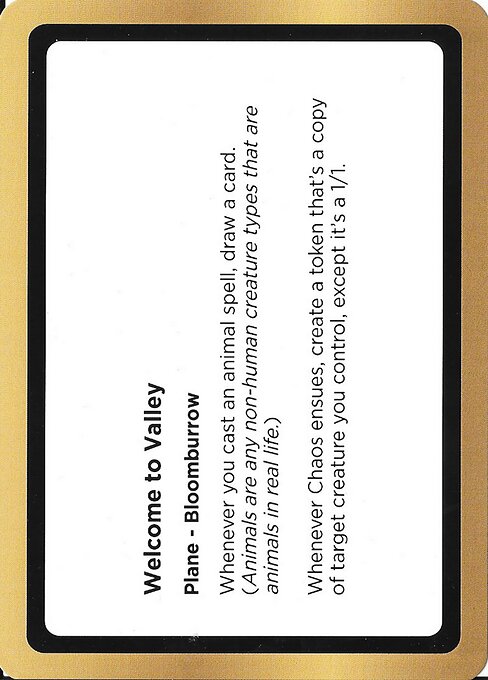 Welcome to Valley
Plane - Bloomburrow
Whenever you cast an animal spell, draw a card.
(Animals are any non-human creature types that are
animals in real life.)
Whenever Chaos ensues, create a token that's a copy
of target creature you control, except it's a 1/1.